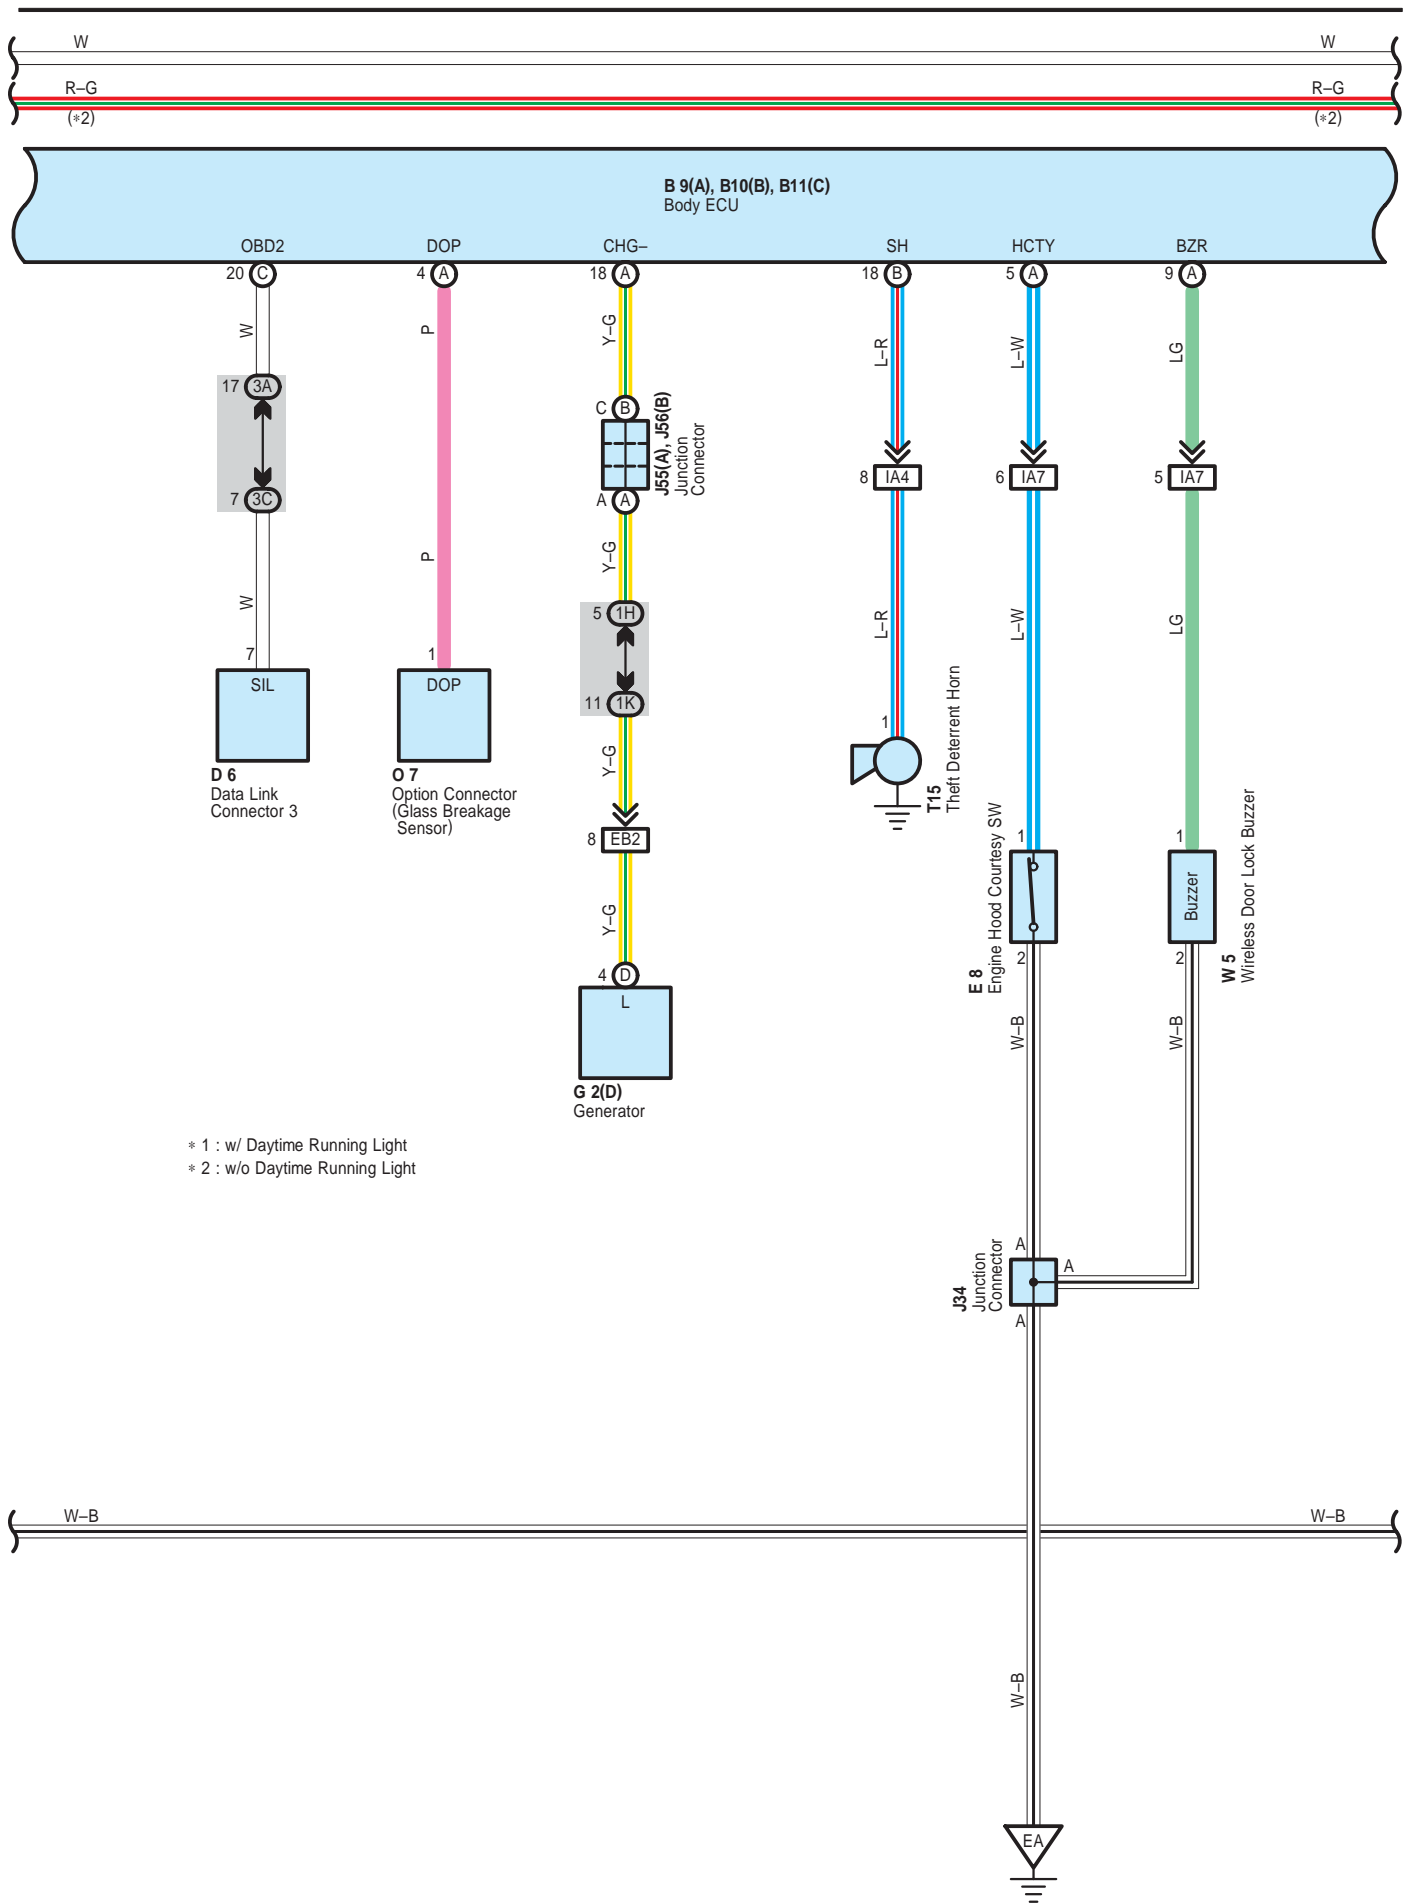 W W
R–G R–G
(∗2) (∗2)
B 9(A), B10(B), B11(C)
Body ECU
OBD2 DOP CHG– SH HCTY BZR
20 C 4 A 18 A 18 B 5 A 9 A
W P Y–G L–R L–W LG
17 3A
C B
J55(A), J56(B)
Junction
Connector
8 IA4 6 IA7 5 IA7
7 3C
A A
W P Y–G L–R L–W LG
5 1H
7 1
SIL DOP
11 1K
D 6
Data Link
Connector 3
O 7
Option Connector
(Glass Breakage
Sensor)
Y–G
1
T15
Theft Deterrent Horn
8 EB2
1 1
Buzzer
2 2
E 8
Engine Hood Courtesy SW
W 5
Wireless Door Lock Buzzer
Y–G
4 D
L
G 2(D)
Generator
W–B W–B
∗ 1 : w/ Daytime Running Light
∗ 2 : w/o Daytime Running Light
A
A
J34
Junction
Connector
A
W–B W–B
W–B
EA